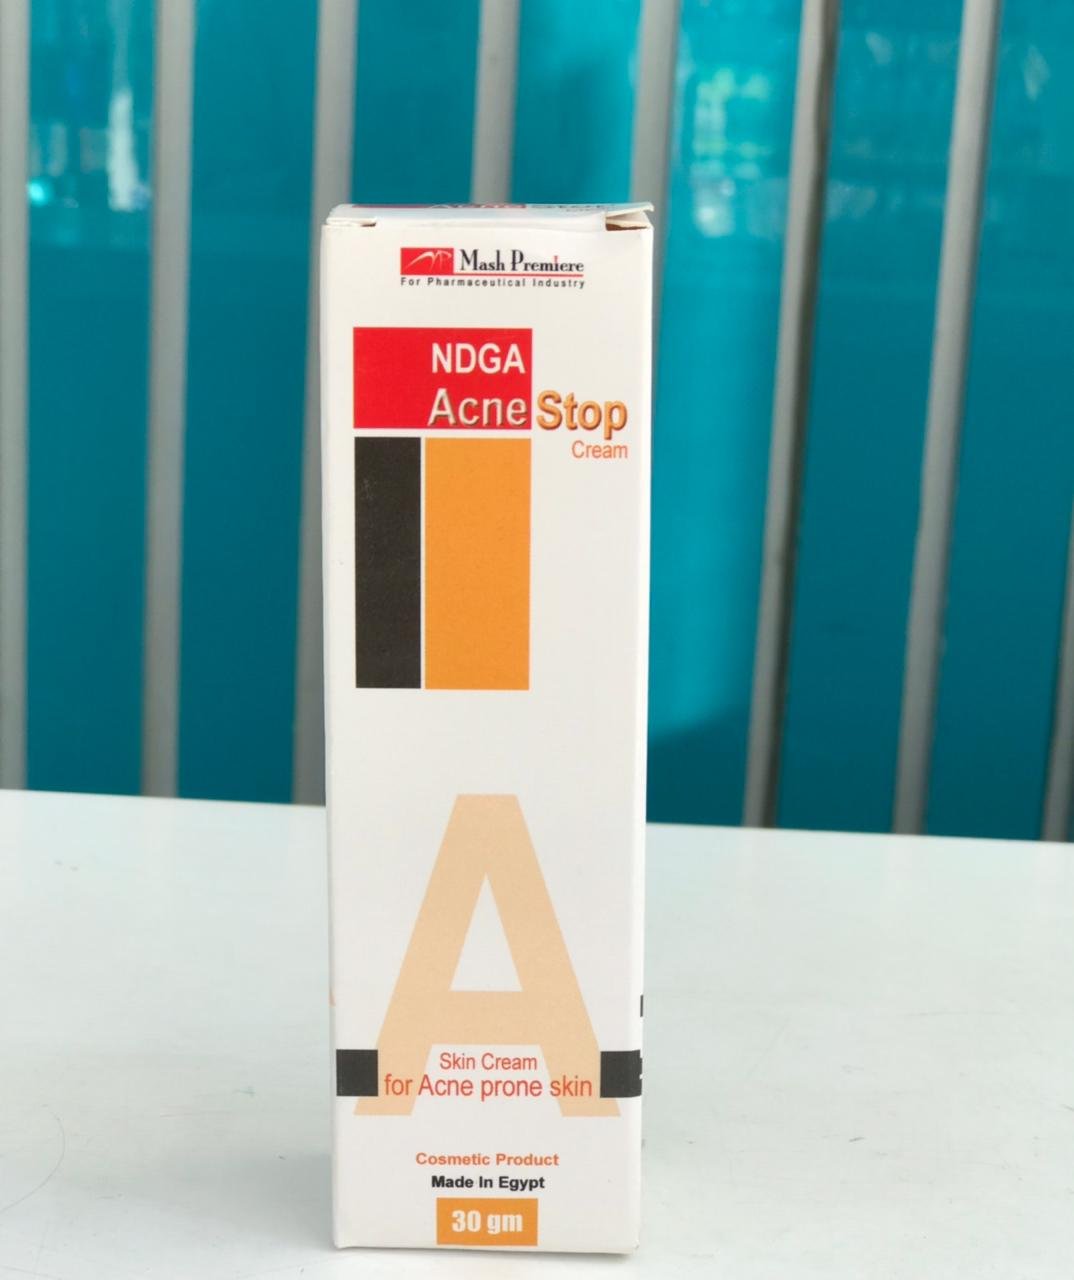 Mash Premiere
For Pharmaceutical Industry
NDGA
Acne Stop
Cream
A
Skin Cream
for Acne prone skin
Cosmetic Product
Made In Egypt
30 gm